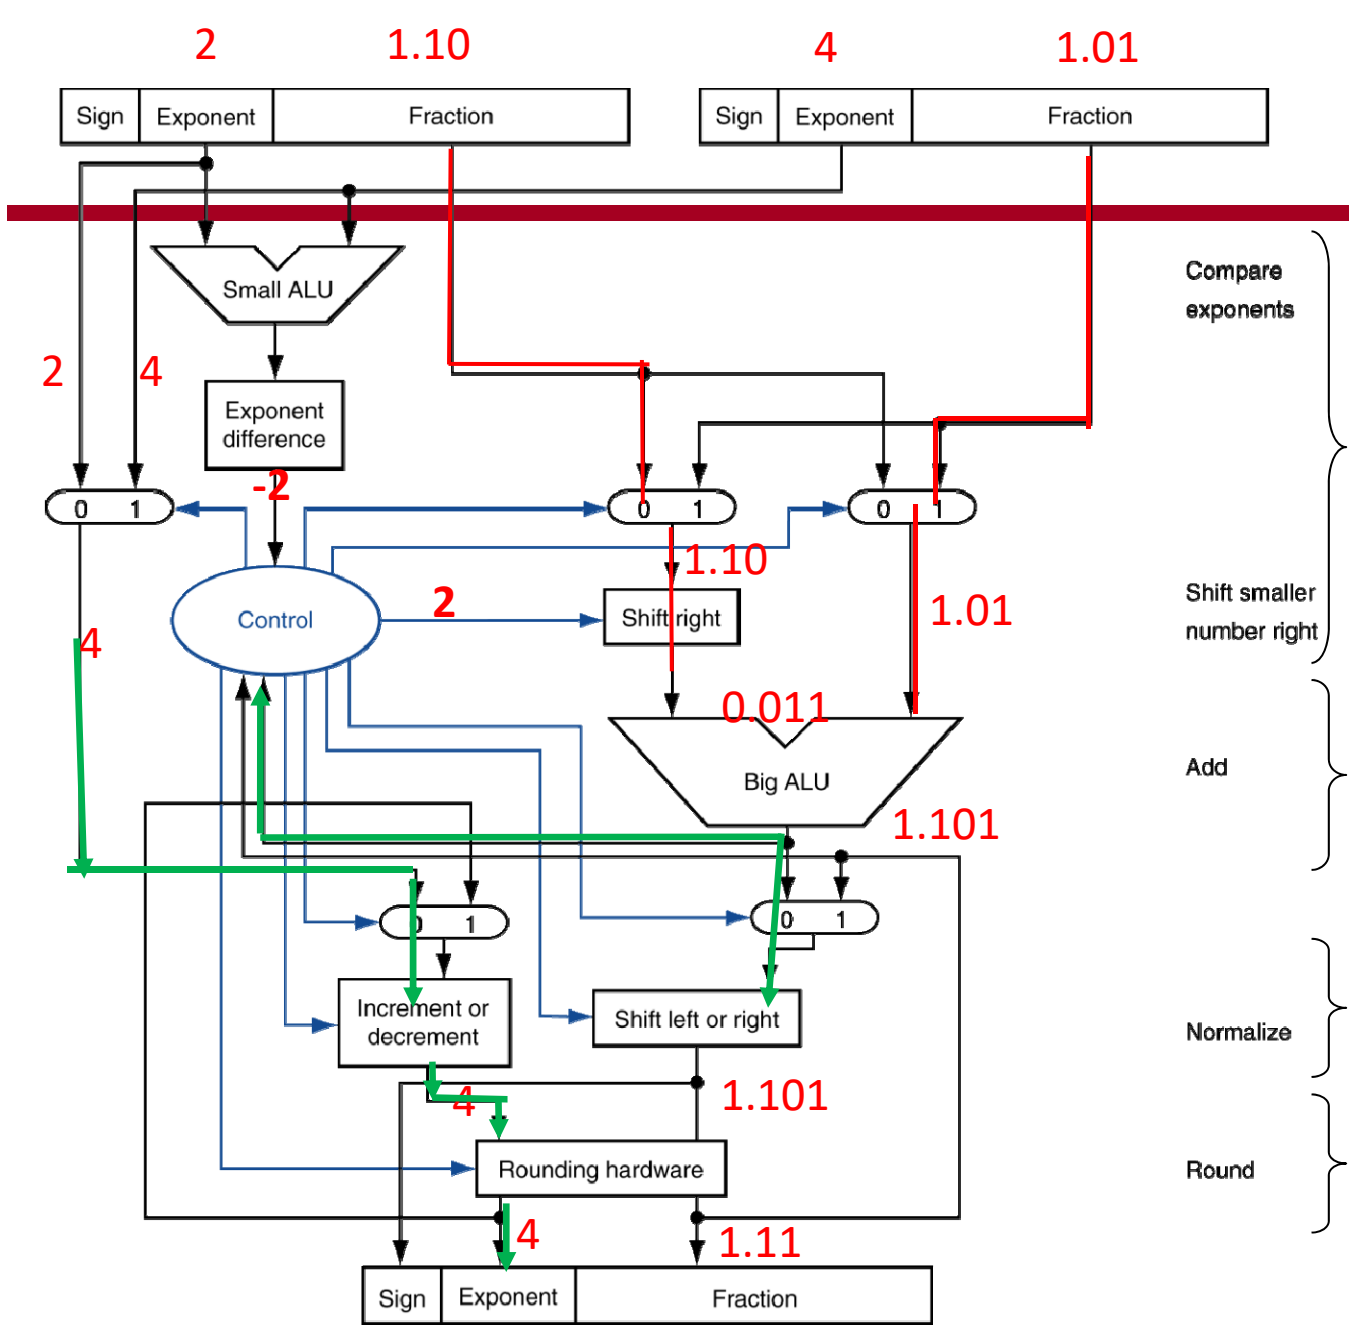 2 1.10 4 1.01
Sign Exponent Fraction Sign Exponent Fraction
Compare
exponents
Small ALU
2 4
Exponent
difference
-2
0 1 0 1 0 1
1.10
Control 2 Shift right 1.01
Shift smaller
number right
4
0.011
Big ALU
Add
1.101
0 1 0 1
Increment or
decrement
Shift left or right
Normalize
4 1.101
Rounding hardware
Round
4 1.11
Sign Exponent Fraction